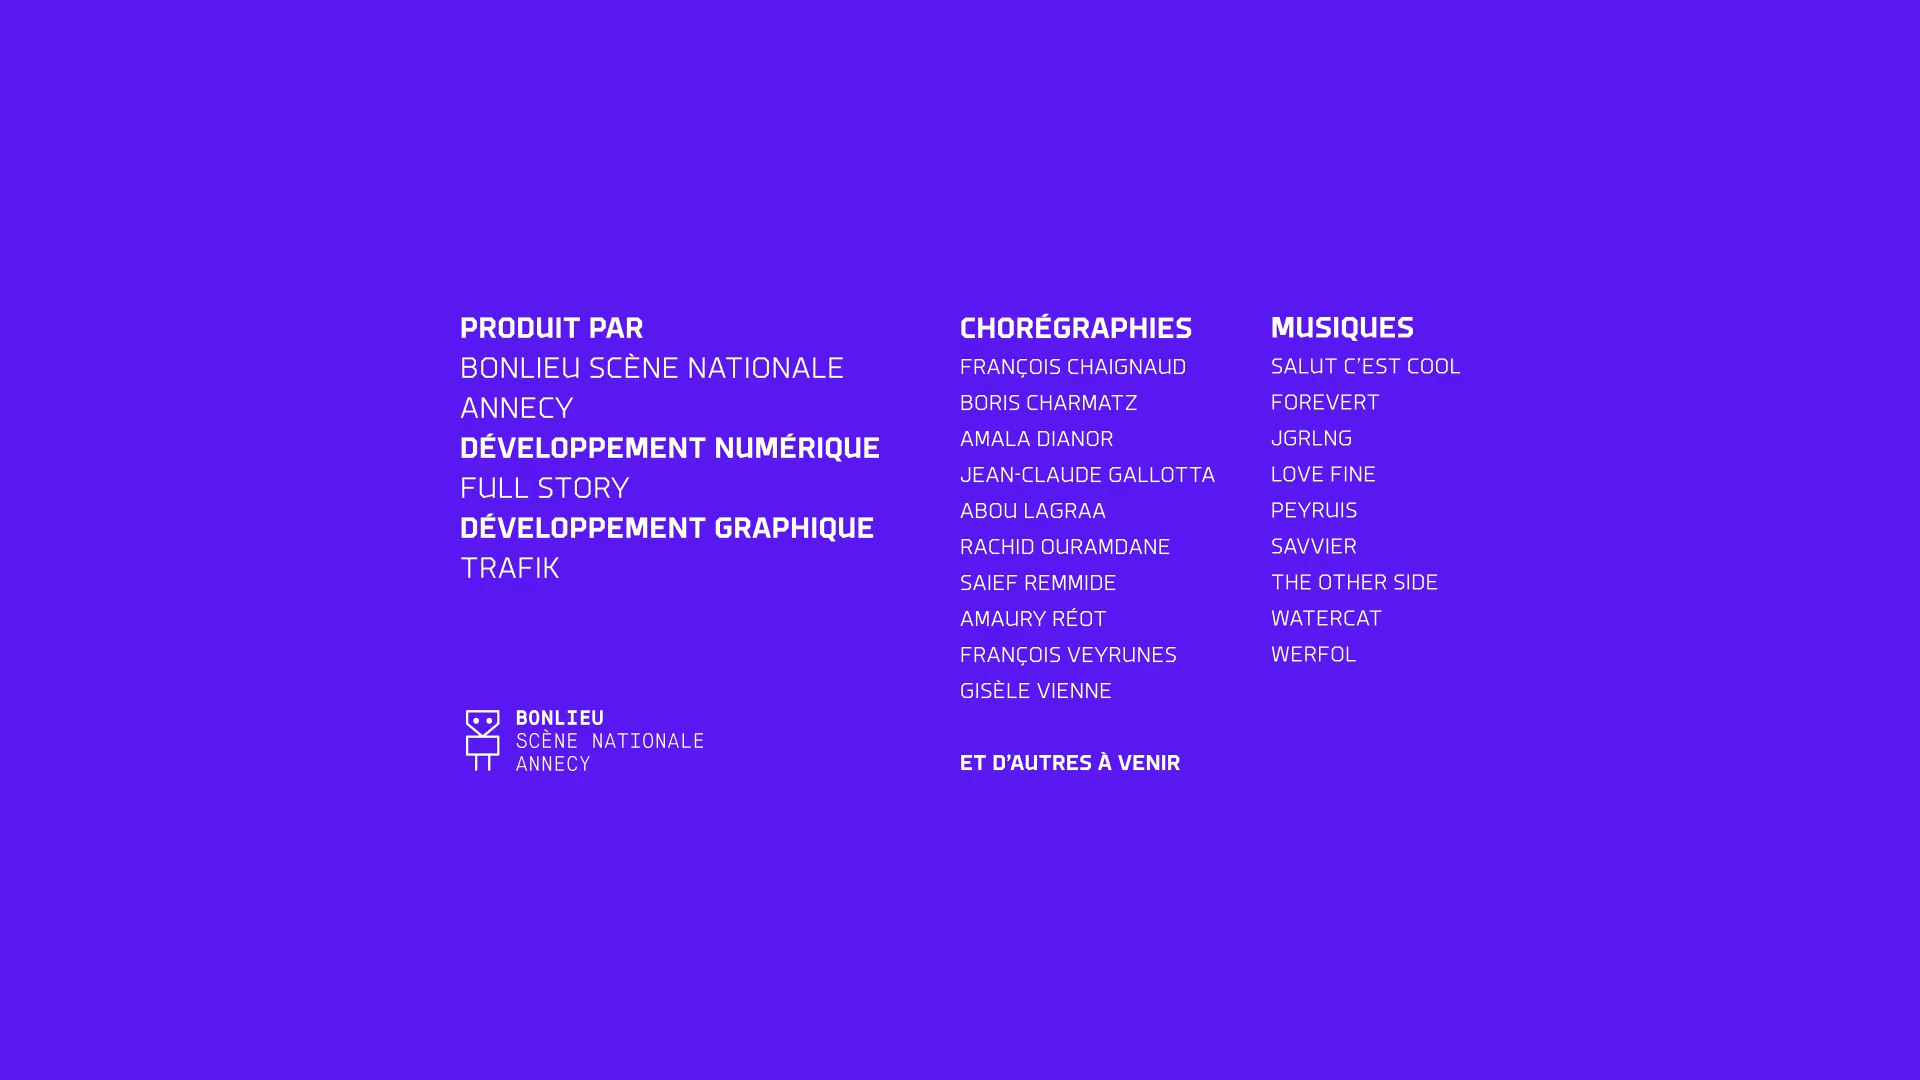 PRODUIT PAR
BONLIEU SCÈNE NATIONALE
ANNECY
DÉVELOPPEMENT NUMÉRIQUE
FULL STORY
DÉVELOPPEMENT GRAPHIQUE
TRAFIK
BONLIEU
SCÈNE NATIONALE
ANNECY
CHORÉGRAPHIES
FRANÇOIS CHAIGNAUD
BORIS CHARMATZ
AMALA DIANOR
JEAN-CLAUDE GALLOTTA
ABOU LAGRAA
RACHID OURAMDANE
SAIEF REMMIDE
AMAURY RÉOT
FRANÇOIS VEYRUNES
GISÈLE VIENNE
ET D’AUTRES À VENIR
MUSIQUES
SALUT C’EST COOL
FOREVERT
JGRLNG
LOVE FINE
PEYRUIS
SAVVIER
THE OTHER SIDE
WATERCAT
WERFOL